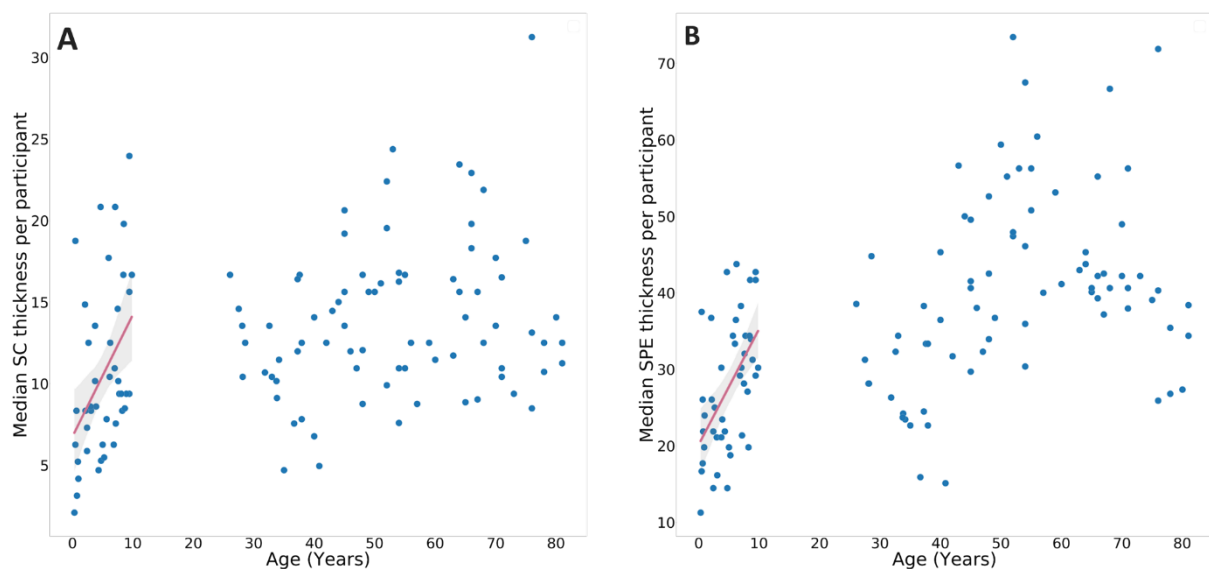 A
Median SC thickness per participant
30
25
20
15
10
5
0 10 20 30 40 50 60 70 80
Age (Years)
B
Median SPE thickness per participant
70
60
50
40
30
20
10
0 10 20 30 40 50 60 70 80
Age (Years)